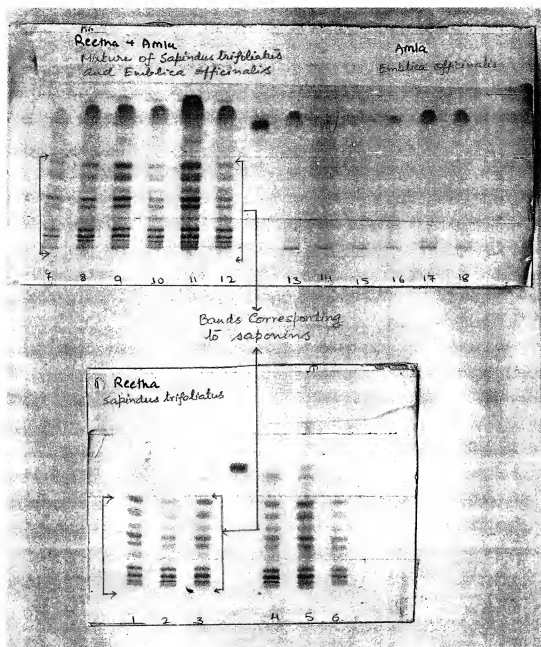 Reetha + Amla
Mixture of Sapindus trifoliatus
and Emblica officinalis
Amla
Emblica officinalis
7 8 9 10 11 12 13 14 15 16 17 18
Bands Corresponding
to saponins
Reetha
Sapindus trifoliatus
1 2 3 4 5 6